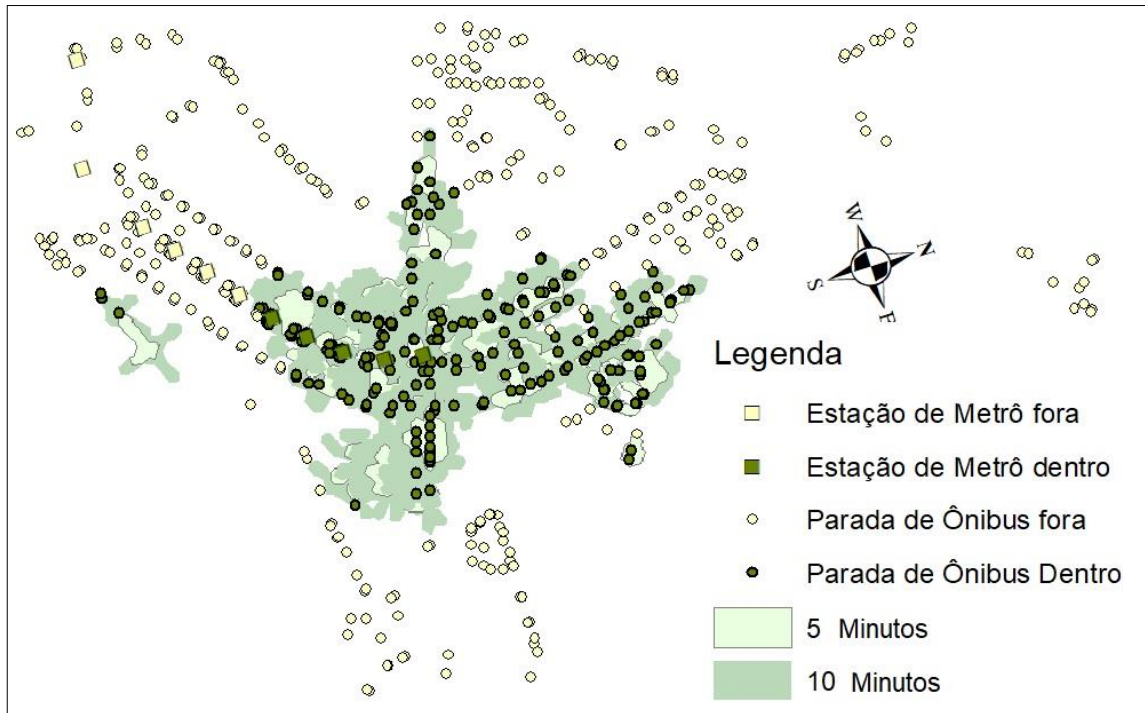 W
N
S
E
Legenda
Estação de Metrô fora
Estação de Metrô dentro
Parada de Ônibus fora
Parada de Ônibus Dentro
5 Minutos
10 Minutos